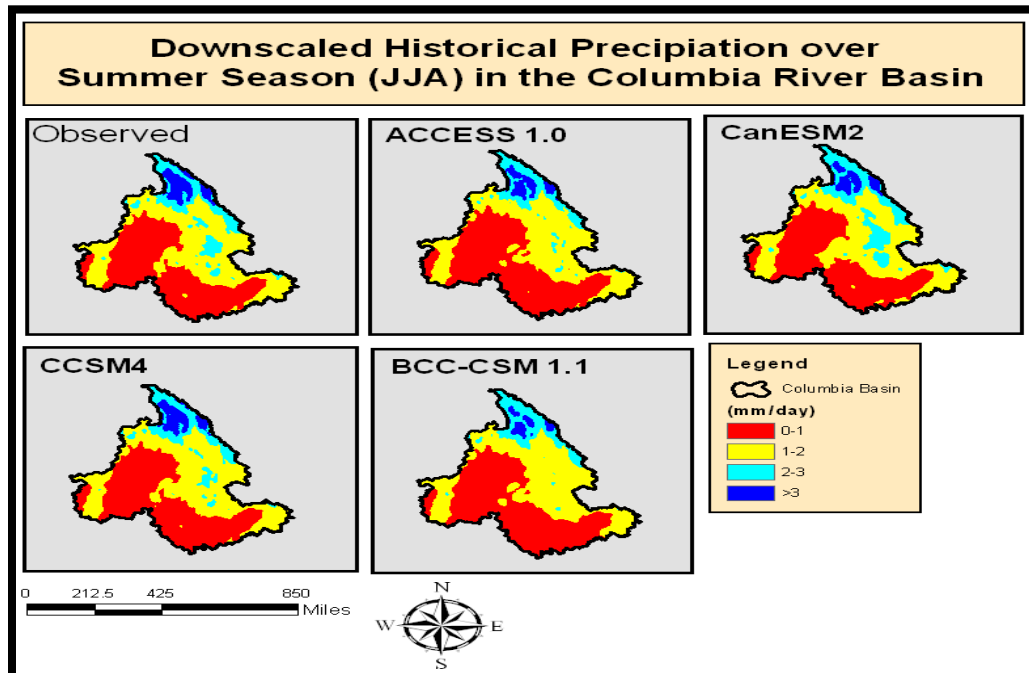 Downscaled Historical Precipiation over
Summer Season (JJA) in the Columbia River Basin
Observed
ACCESS 1.0
CanESM2
CCSM4
BCC-CSM 1.1
Legend
Columbia Basin
(mm/day)
0-1
1-2
2-3
>3
0 212.5 425 850
Miles
N
W E
S